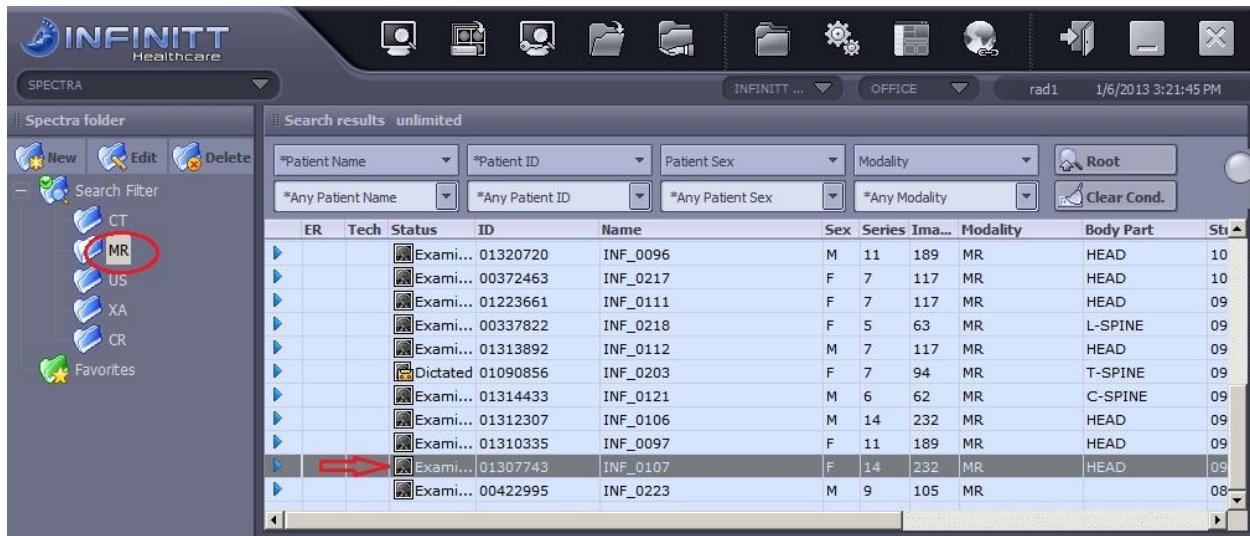 INFINITT
Healthcare
SPECTRA INFINITT ... OFFICE rad1 1/6/2013 3:21:45 PM
Spectra folder
New Edit Delete
Search Filter
CT
MR
US
XA
CR
Favorites
Search results unlimited
*Patient Name *Patient ID Patient Sex Modality Root
*Any Patient Name *Any Patient ID *Any Patient Sex *Any Modality Clear Cond.
ER Tech Status ID Name Sex Series Ima... Modality Body Part
Exami... 01320720 INF_0096 M 11 189 MR HEAD 10
Exami... 00372463 INF_0217 F 7 117 MR HEAD 10
Exami... 01223661 INF_0111 F 7 117 MR HEAD 09
Exami... 00337822 INF_0218 F 5 63 MR L-SPINE 09
Exami... 01313892 INF_0112 M 7 117 MR HEAD 09
Dictated 01090856 INF_0203 F 7 94 MR T-SPINE 09
Exami... 01314433 INF_0121 M 6 62 MR C-SPINE 09
Exami... 01312307 INF_0106 M 14 232 MR HEAD 09
Exami... 01310335 INF_0097 F 11 189 MR HEAD 09
Exami... 01307743 INF_0107 F 14 232 MR HEAD 09
Exami... 00422995 INF_0223 M 9 105 MR 08